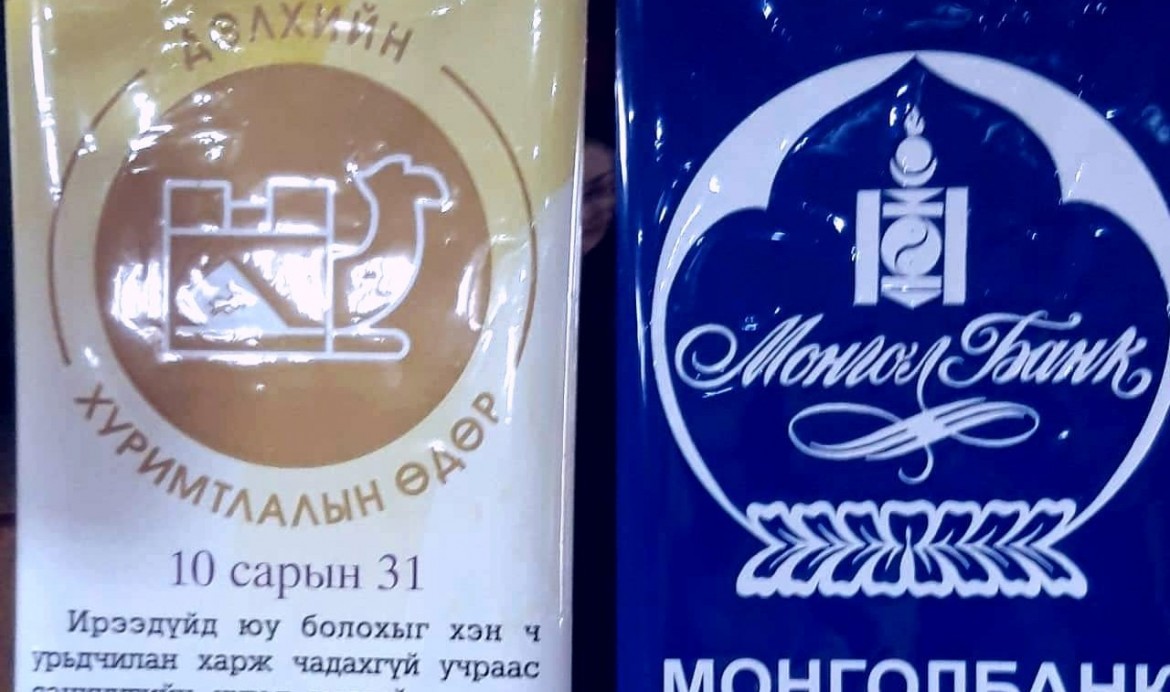 ДЭЛХИЙН
ХУРИМТЛАЛЫН ӨДӨР
10 сарын 31
Ирээдүйд юу болохыг хэн ч
урьдчилан харж чадахгүй учраас
Монгол Банк
МОНГОЛБАНК